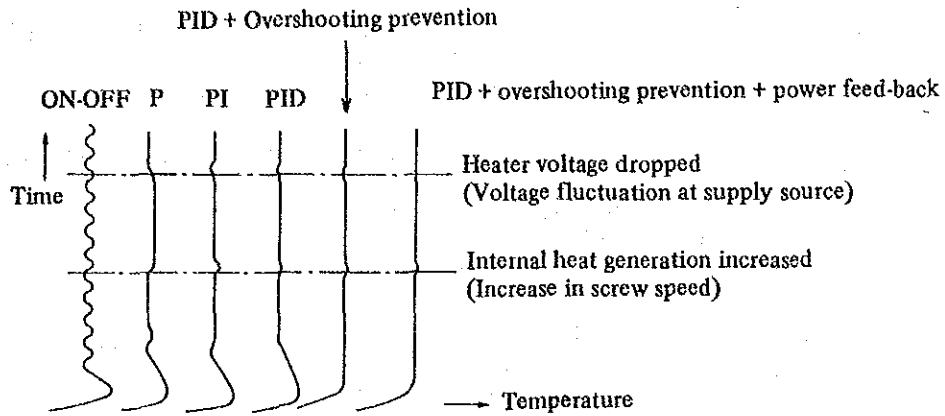 PID + Overshooting prevention
ON-OFF P PI PID
PID + overshooting prevention + power feed-back
Time
Heater voltage dropped
(Voltage fluctuation at supply source)
Internal heat generation increased
(Increase in screw speed)
Temperature